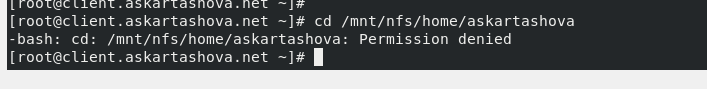 [root@client.askartashova.net ~]#
[root@client.askartashova.net ~]# cd /mnt/nfs/home/askartashova
-bash: cd: /mnt/nfs/home/askartashova: Permission denied
[root@client.askartashova.net ~]#